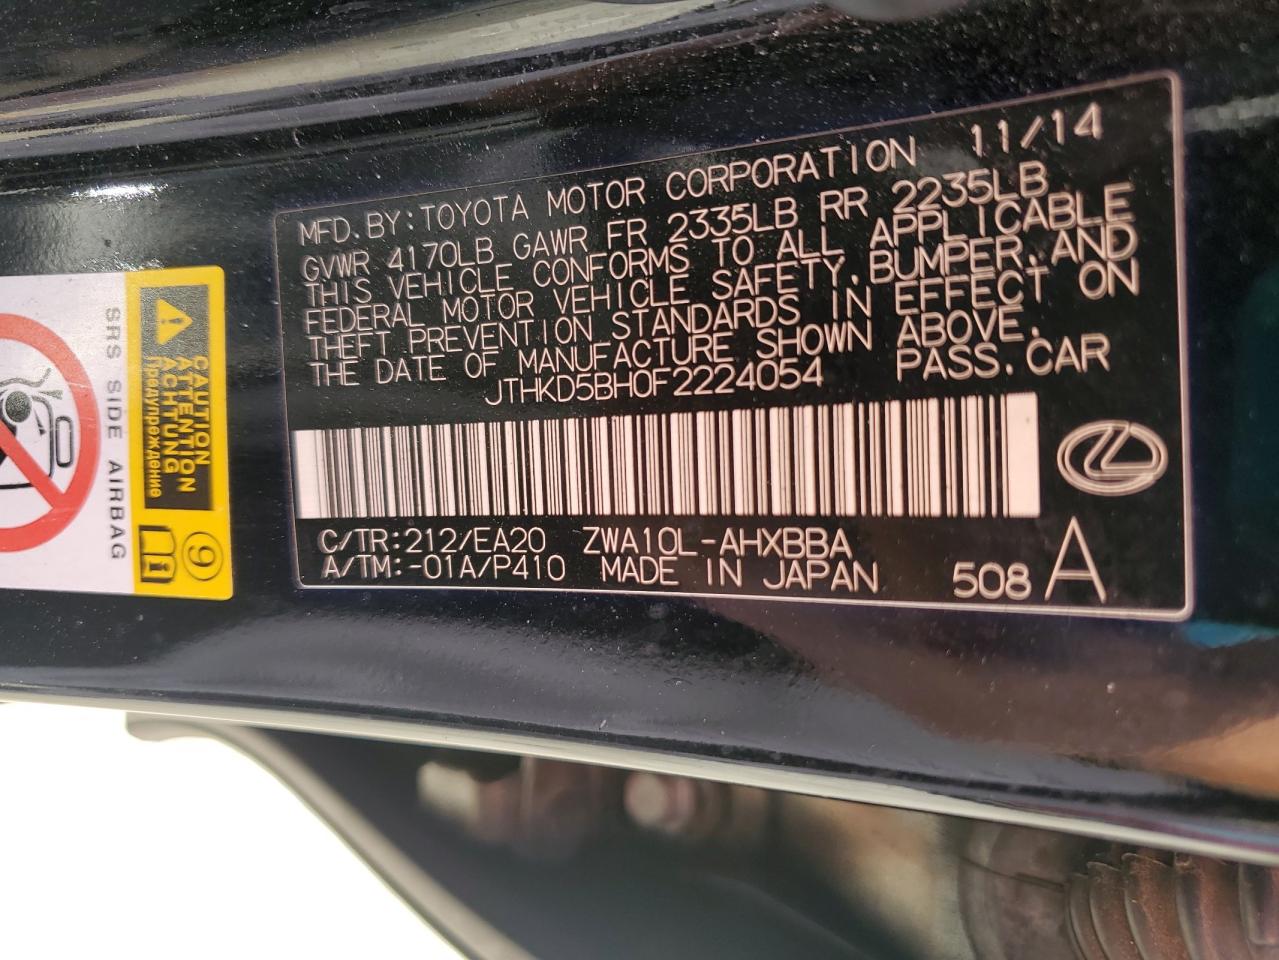 MFD.BY:TOYOTA MOTOR CORPORATION 11/14
GVWR 4170LB GAWR FR 2335LB RR 2235LB
THIS VEHICLE CONFORMS TO ALL APPLICABLE
FEDERAL MOTOR VEHICLE SAFETY,BUMPER,AND
THEFT PREVENTION STANDARDS IN EFFECT ON
THE DATE OF MANUFACTURE SHOWN ABOVE.
JTHKD5BH0F2224054 PASS.CAR
C/TR:212/EA20 ZWA10L-AHXBBA
A/TM:-01A/P410 MADE IN JAPAN 508 A
CAUTION
ATTENTION
ACHTUNG
Предупреждение
SRS SIDE AIRBAG
9